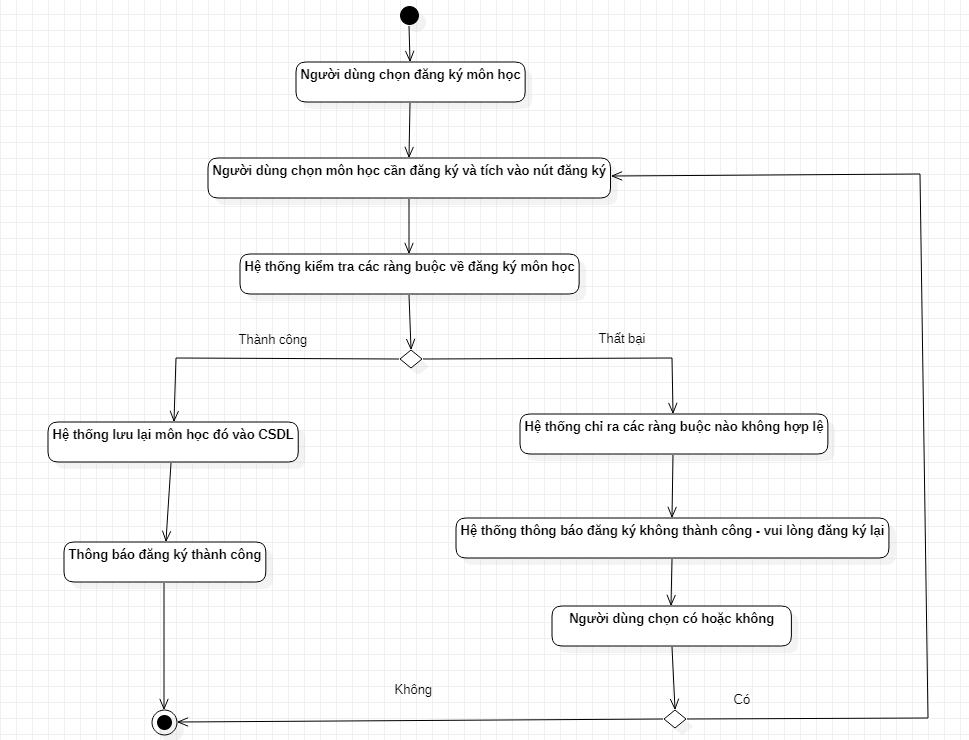 Người dùng chọn đăng ký môn học
Người dùng chọn môn học cần đăng ký và tích vào nút đăng ký
Hệ thống kiểm tra các ràng buộc về đăng ký môn học
Thành công
Thất bại
Hệ thống lưu lại môn học đó vào CSDL
Hệ thống chỉ ra các ràng buộc nào không hợp lệ
Hệ thống thông báo đăng ký không thành công - vui lòng đăng ký lại
Thông báo đăng ký thành công
Người dùng chọn có hoặc không
Không
Có